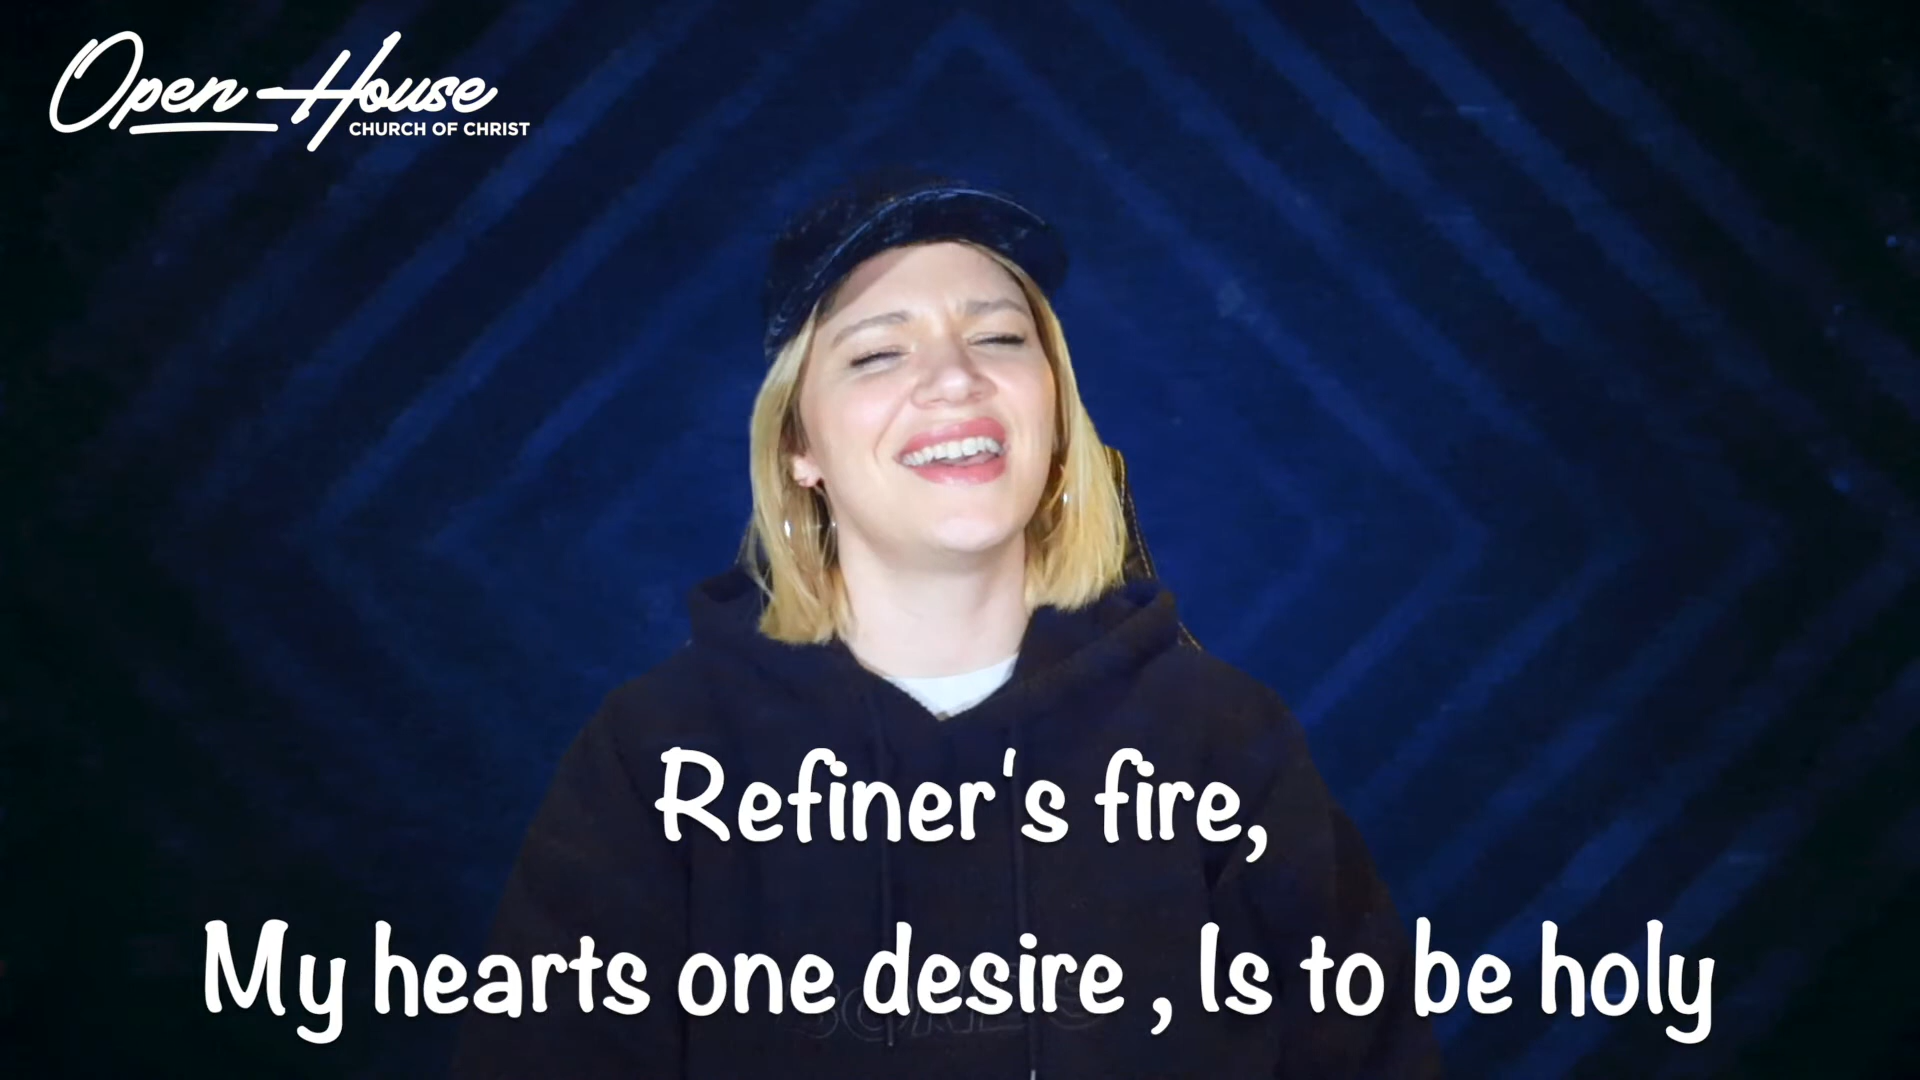 Open House
CHURCH OF CHRIST
Refiner's fire,
My hearts one desire , Is to be holy